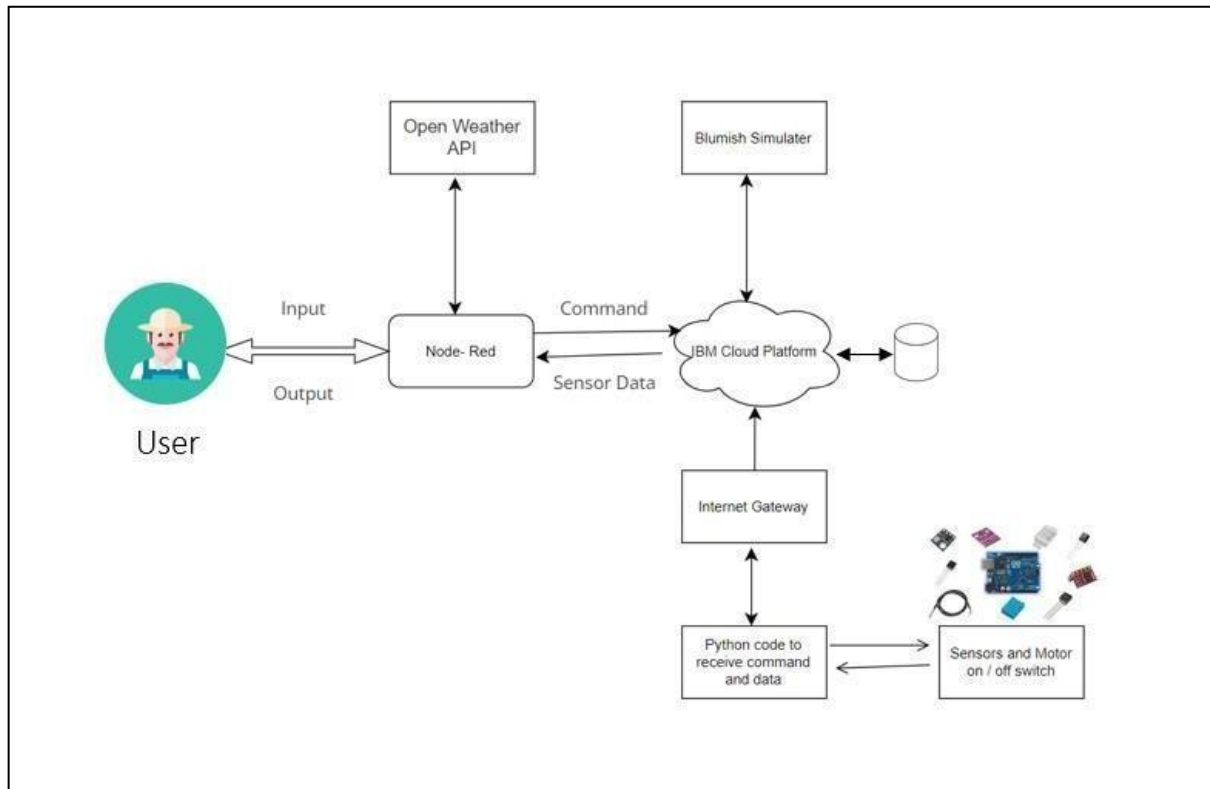 Open Weather
API
Blumish Simulater
Input
Command
Node- Red
IBM Cloud Platform
Output
Sensor Data
User
Internet Gateway
Python code to
receive command
and data
Sensors and Motor
on / off switch